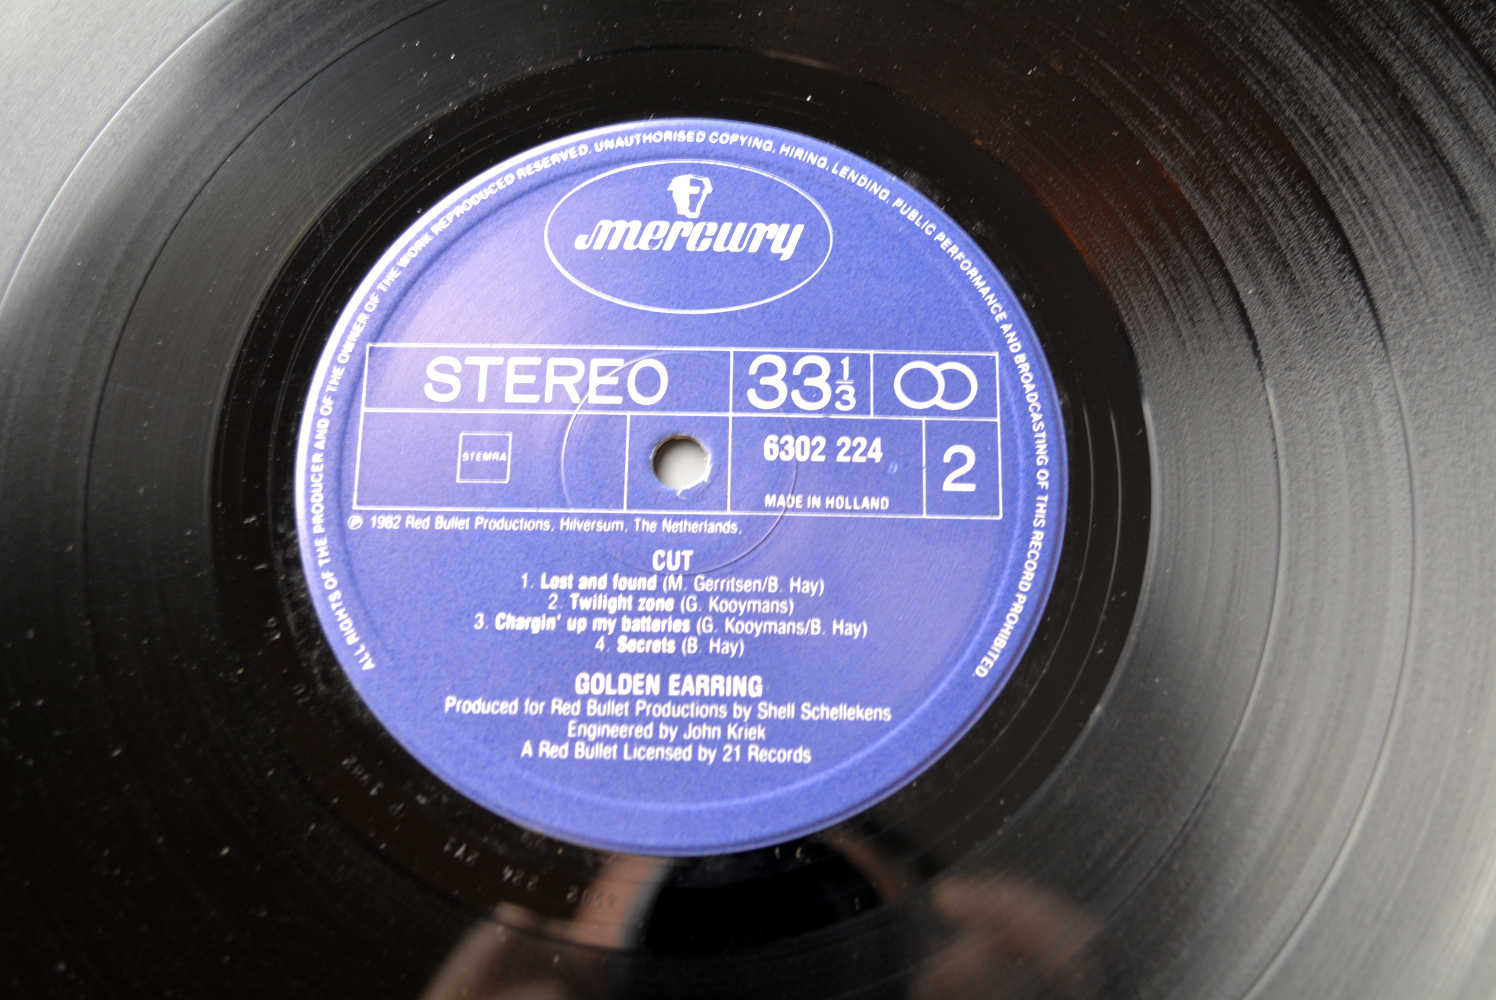 ALL RIGHTS OF THE PRODUCER AND OF THE OWNER OF THE WORK REPRODUCED RESERVED. UNAUTHORISED COPYING, HIRING, LENDING, PUBLIC PERFORMANCE AND BROADCASTING OF THIS RECORD PROHIBITED.
mercury
STEREO 33 1/3
STEMRA 6302 224 2
MADE IN HOLLAND
℗ 1982 Red Bullet Productions, Hilversum, The Netherlands.
CUT
1. Lost and found (M. Gerritsen/B. Hay)
2. Twilight zone (G. Kooymans)
3. Chargin' up my batteries (G. Kooymans/B. Hay)
4. Secrets (B. Hay)
GOLDEN EARRING
Produced for Red Bullet Productions by Shell Schellekens
Engineered by John Kriek
A Red Bullet Licensed by 21 Records